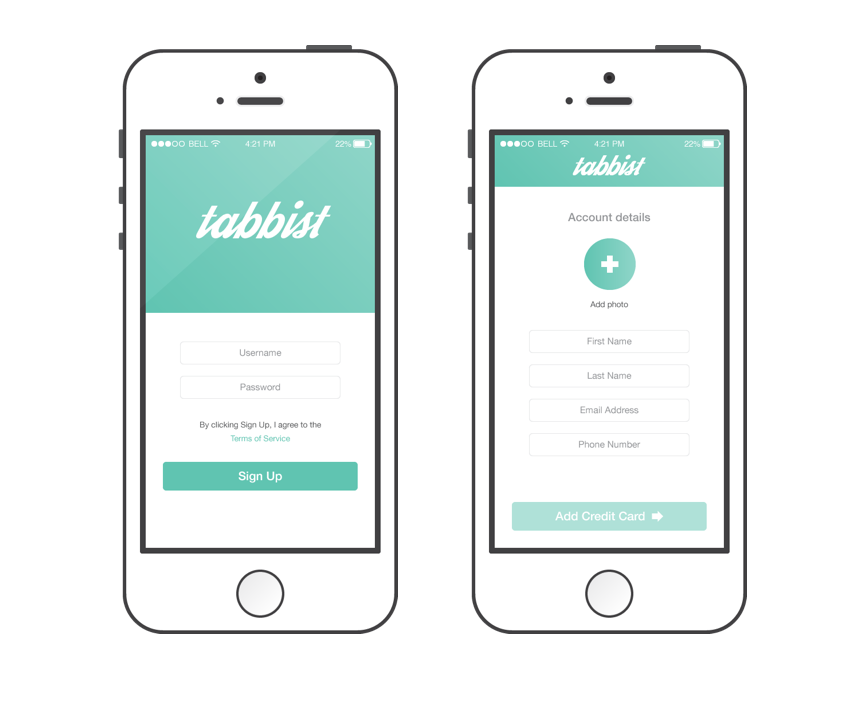 BELL 4:21 PM 22%
tabbist
Username
Password
By clicking Sign Up, I agree to the
Terms of Service
Sign Up
BELL 4:21 PM 22%
tabbist
Account details
Add photo
First Name
Last Name
Email Address
Phone Number
Add Credit Card